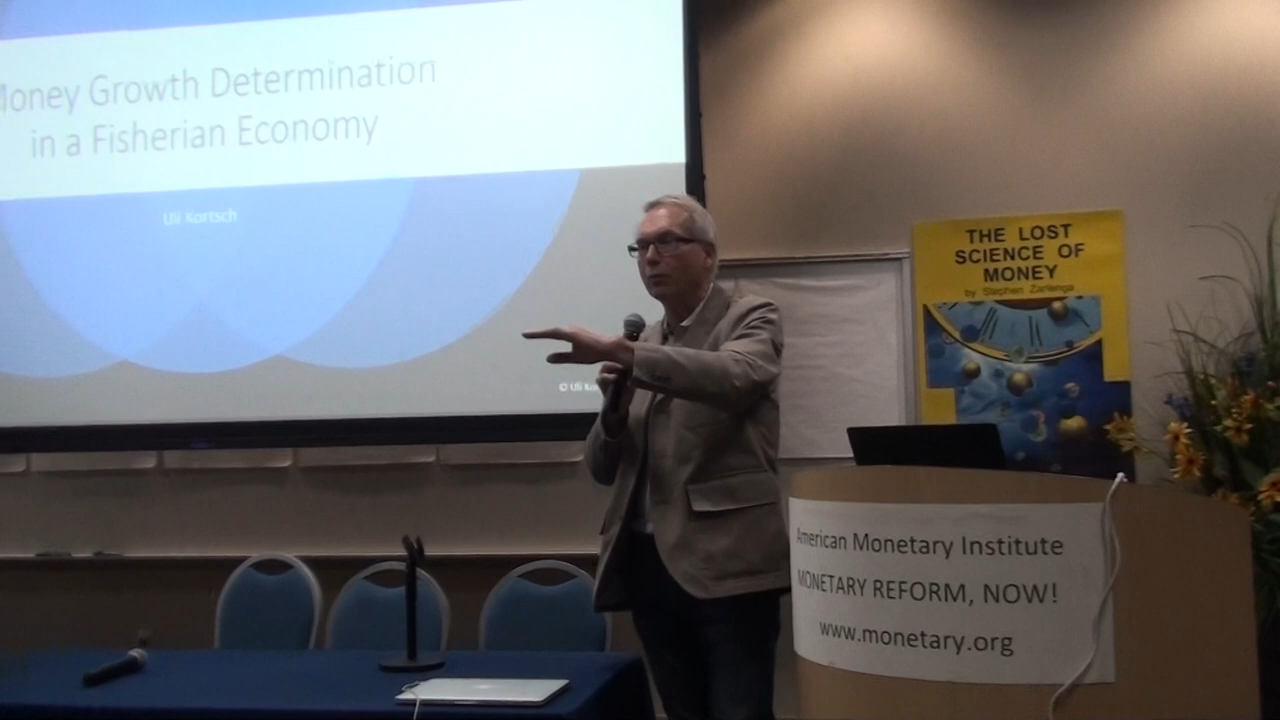 Money Growth Determination
in a Fisherian Economy
Uli Kortsch
© Uli
THE LOST
SCIENCE OF
MONEY
by Stephen Zarlenga
American Monetary Institute
MONETARY REFORM, NOW!
www.monetary.org